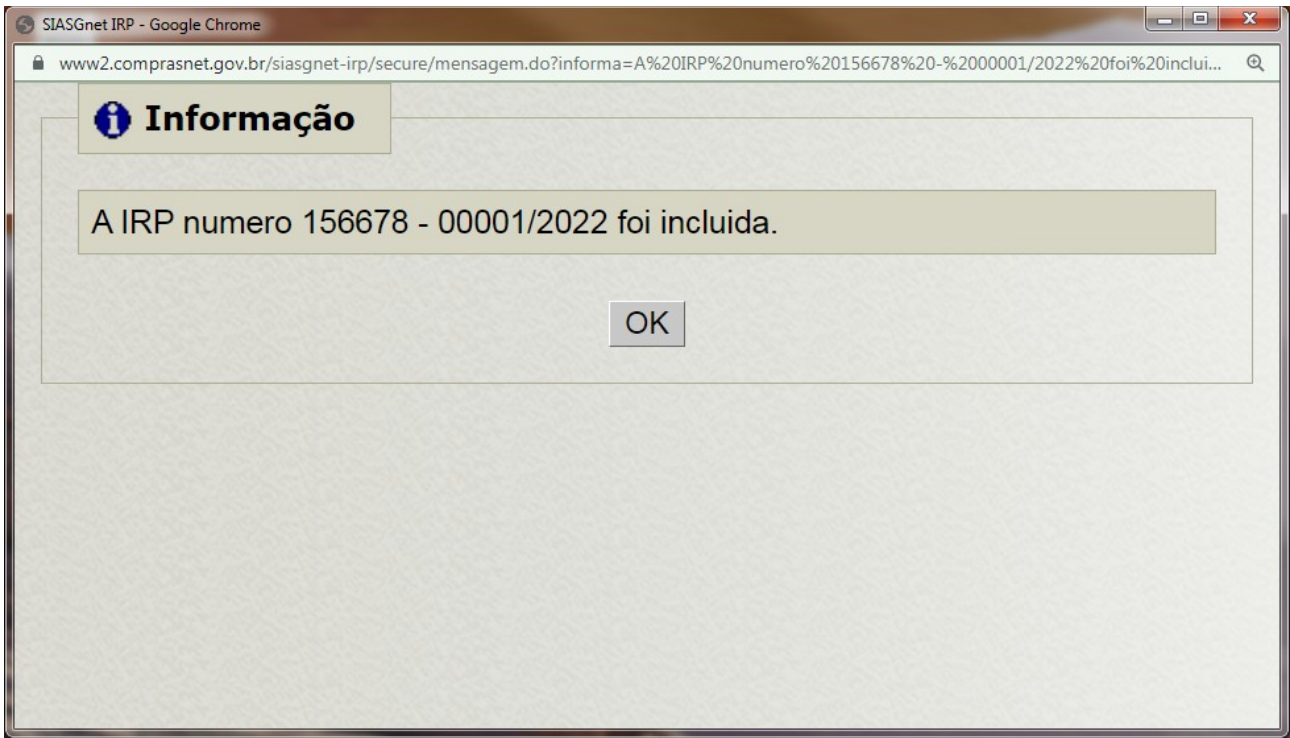 SIASGnet IRP - Google Chrome
www2.comprasnet.gov.br/siasgnet-irp/secure/mensagem.do?informa=A%20IRP%20numero%20156678%20-%2000001/2022%20foi%20inclui...
Informação
A IRP numero 156678 - 00001/2022 foi incluida.
OK